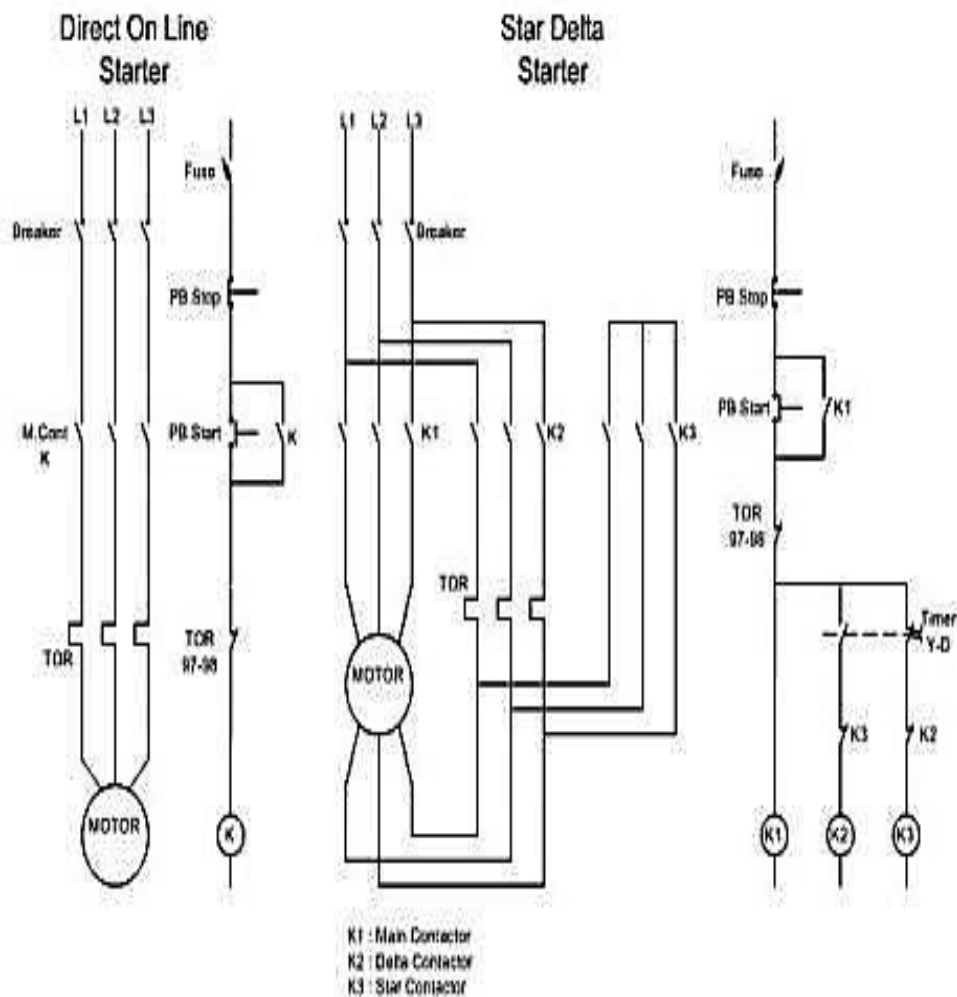 Direct On Line
Starter
Star Delta
Starter
L1 L2 L3
Fuse
Breaker
PB Stop
M.Cont
K
PB Start
K
TOR
TOR
97-98
MOTOR
K
L1 L2 L3
Breaker
K1
K2
K3
TOR
MOTOR
Fuse
PB Stop
PB Start
K1
TOR
97-98
Timer
Y-D
K3
K2
K1
K2
K3
K1 : Main Contactor
K2 : Delta Contactor
K3 : Star Contactor